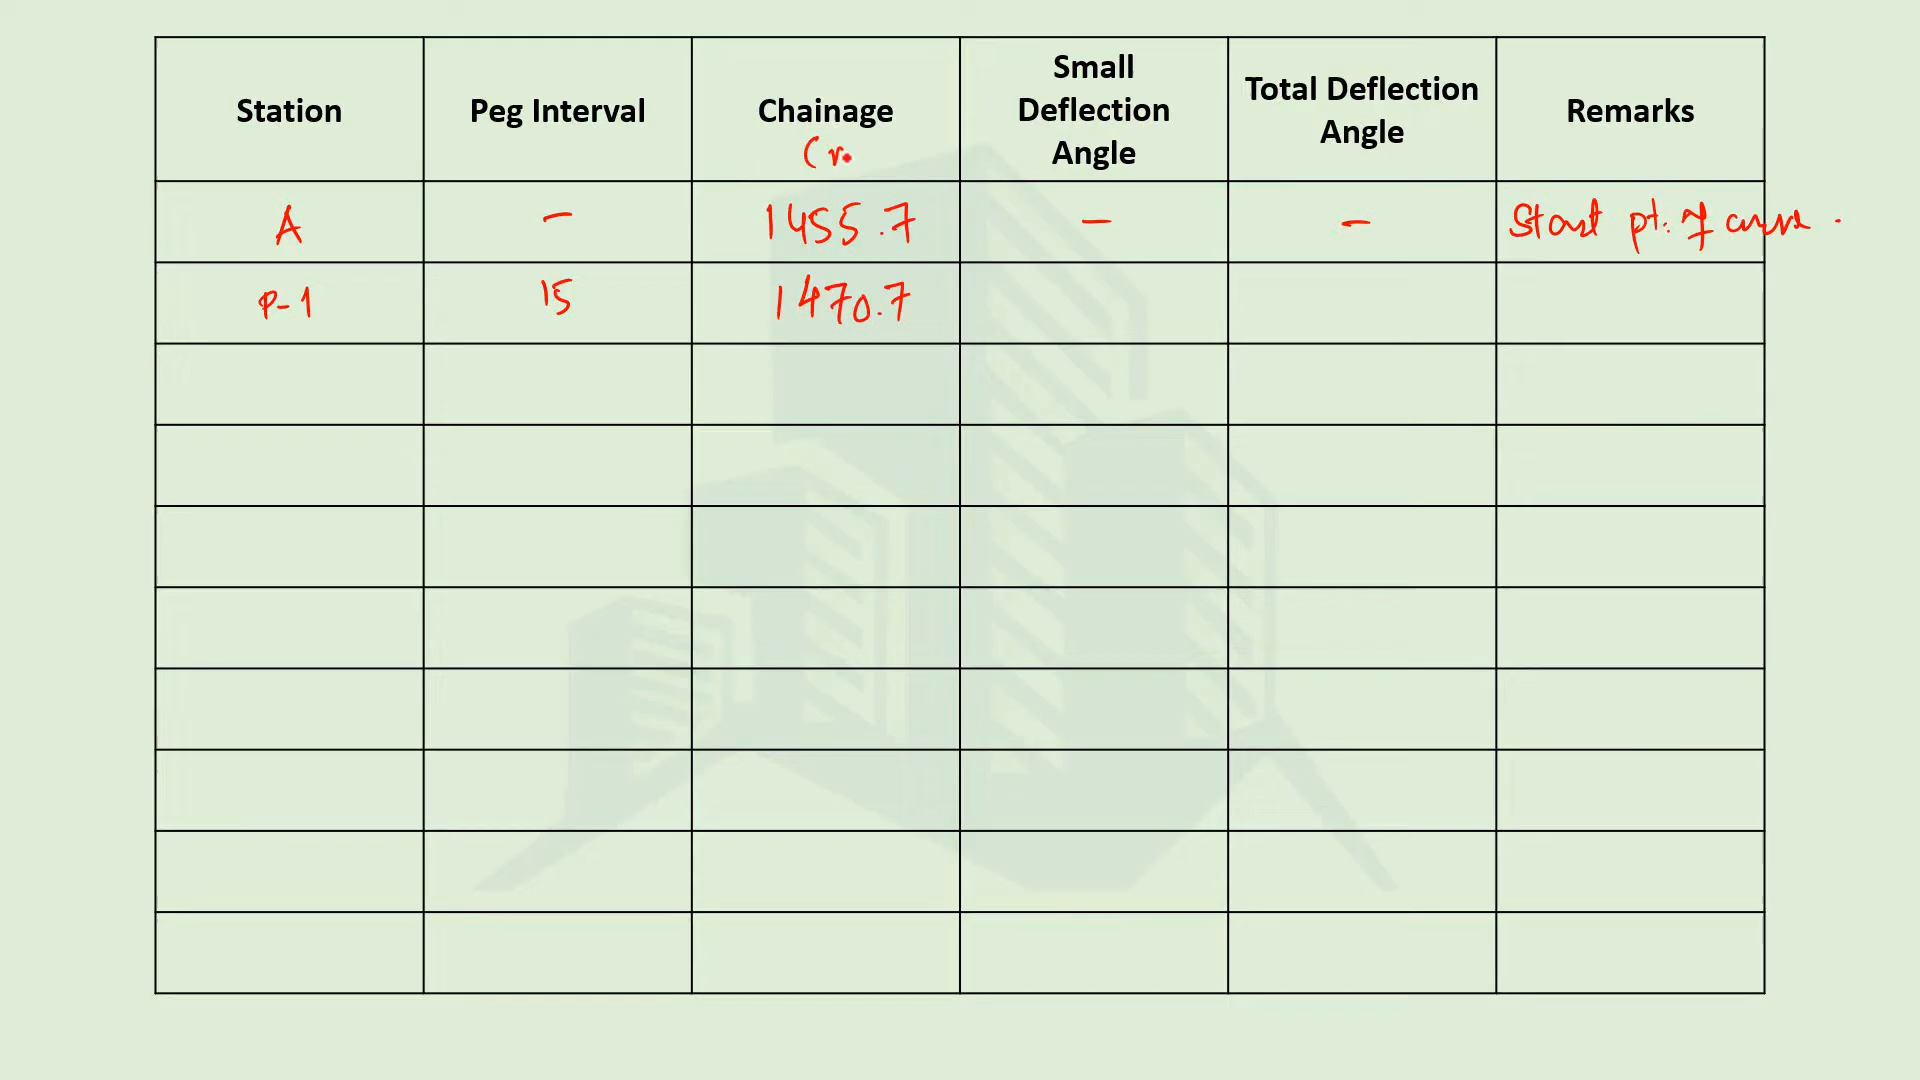 Station Peg Interval Chainage Small Deflection Angle Total Deflection Angle Remarks
A - 1455.7 - - Start pt. of curve.
P-1 15 1470.7